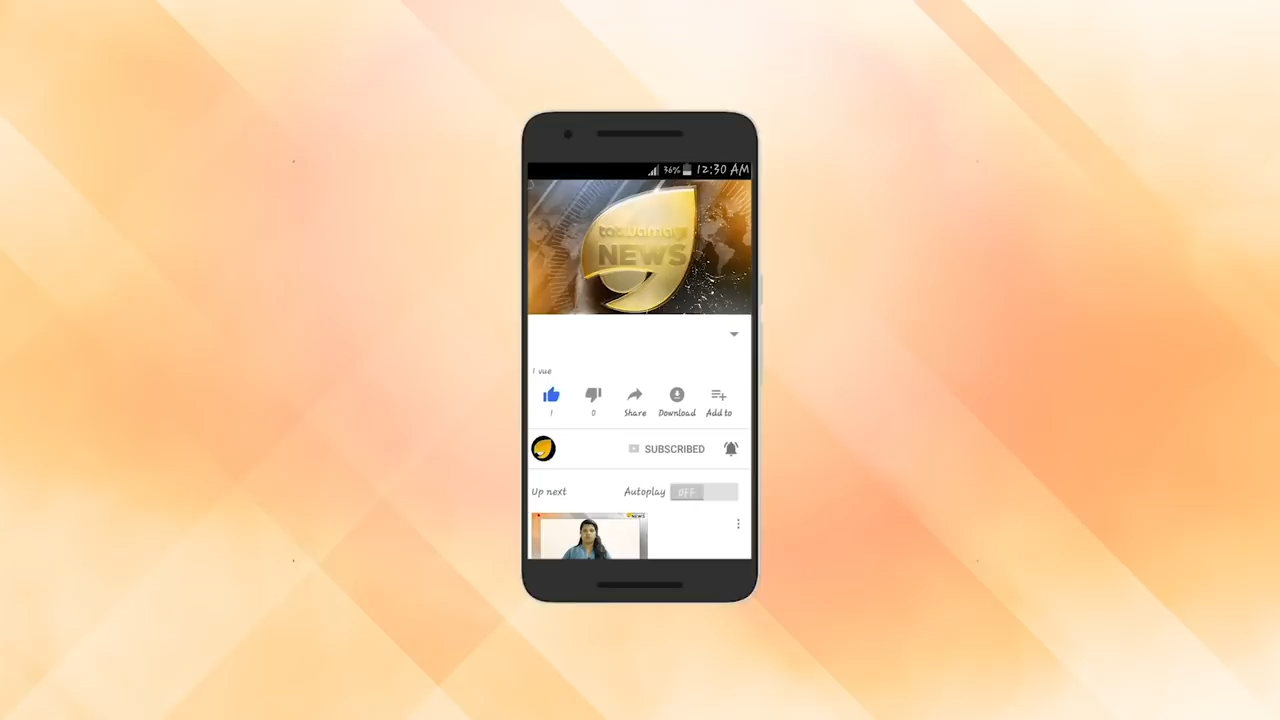 36% 12:30 AM
tatwamayi
NEWS
1 vue
1 0 Share Download Add to
SUBSCRIBED
Up next Autoplay OFF
NEWS